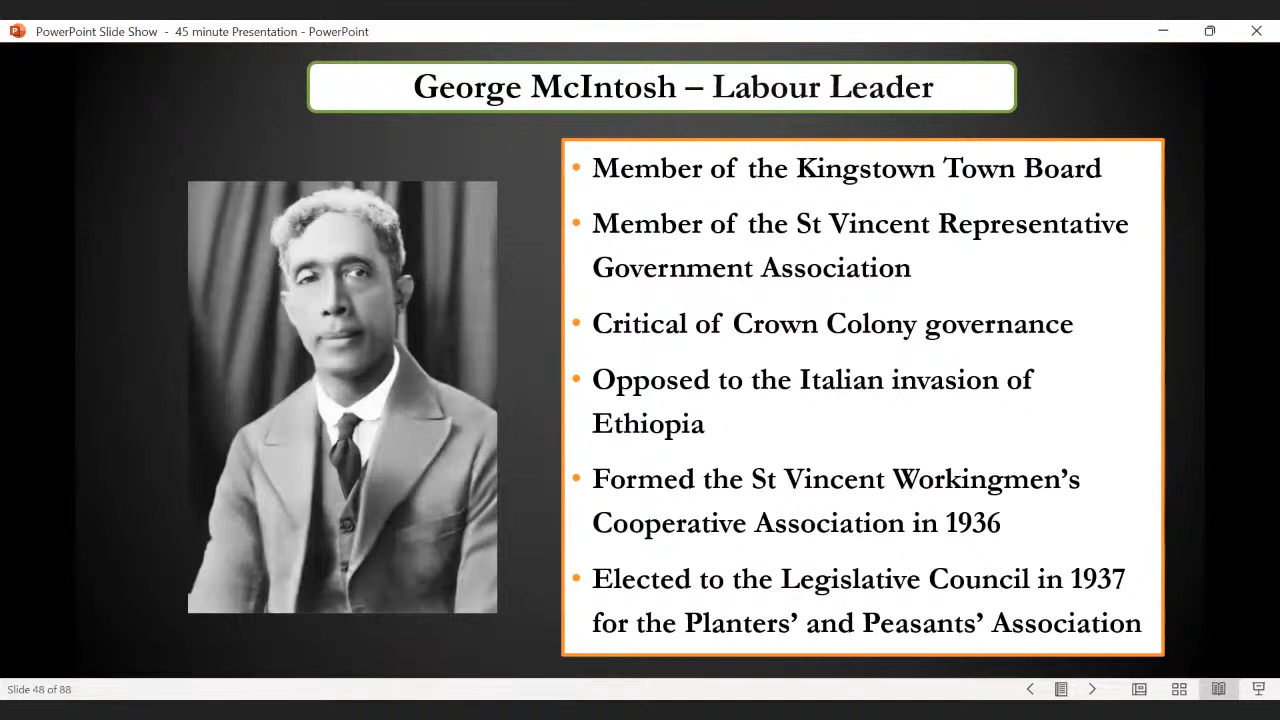 PowerPoint Slide Show - 45 minute Presentation - PowerPoint
George McIntosh – Labour Leader
• Member of the Kingstown Town Board
• Member of the St Vincent Representative
Government Association
• Critical of Crown Colony governance
• Opposed to the Italian invasion of
Ethiopia
• Formed the St Vincent Workingmen’s
Cooperative Association in 1936
• Elected to the Legislative Council in 1937
for the Planters’ and Peasants’ Association
Slide 48 of 88